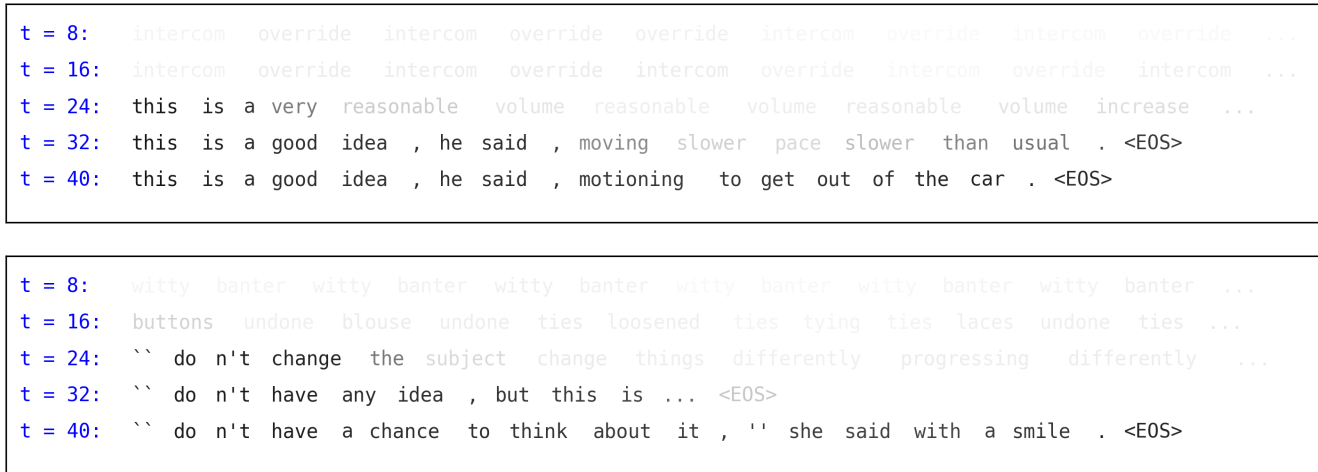 t = 8: intercom override intercom override override intercom override intercom override ...
t = 16: intercom override intercom override intercom override intercom override intercom ...
t = 24: this is a very reasonable volume reasonable volume reasonable volume increase ...
t = 32: this is a good idea , he said , moving slower pace slower than usual . <EOS>
t = 40: this is a good idea , he said , motioning to get out of the car . <EOS>
t = 8: witty banter witty banter witty banter witty banter witty banter witty banter ...
t = 16: buttons undone blouse undone ties loosened ties tying ties laces undone ties ...
t = 24: `` do n't change the subject change things differently progressing differently ...
t = 32: `` do n't have any idea , but this is ... <EOS>
t = 40: `` do n't have a chance to think about it , '' she said with a smile . <EOS>